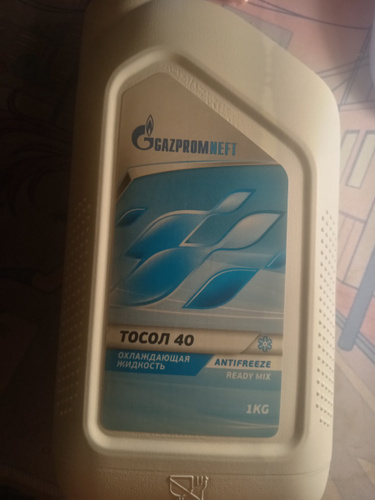 GAZPROMNEFT
ТОСОЛ 40
ОХЛАЖДАЮЩАЯ
ЖИДКОСТЬ
ANTIFREEZE
READY MIX
1KG